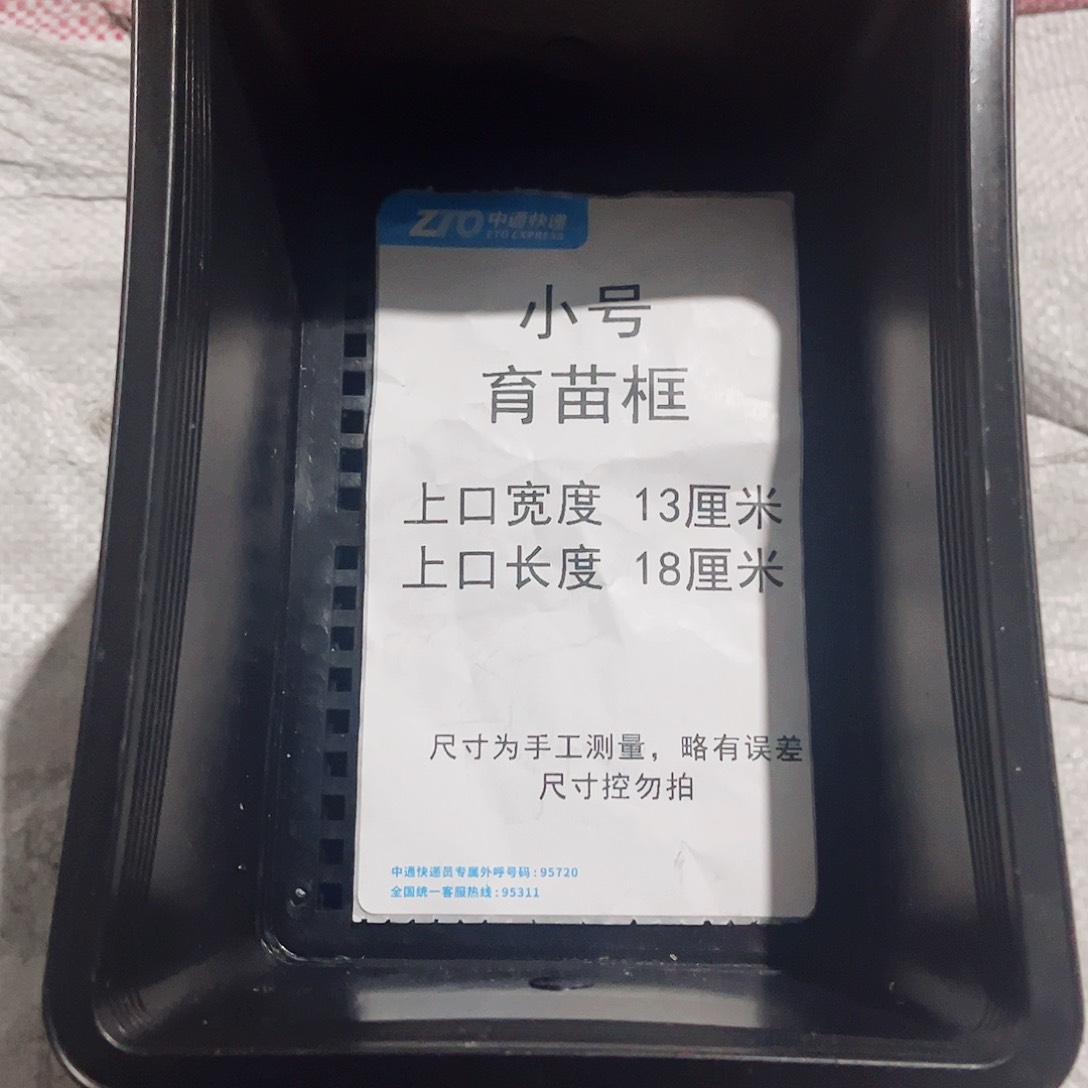 ZTO 中通快递
ZTO EXPRESS
小号
育苗框
上口宽度 13厘米
上口长度 18厘米
尺寸为手工测量，略有误差
尺寸控勿拍
中通快递员专属外呼号码：95720
全国统一客服热线：95311